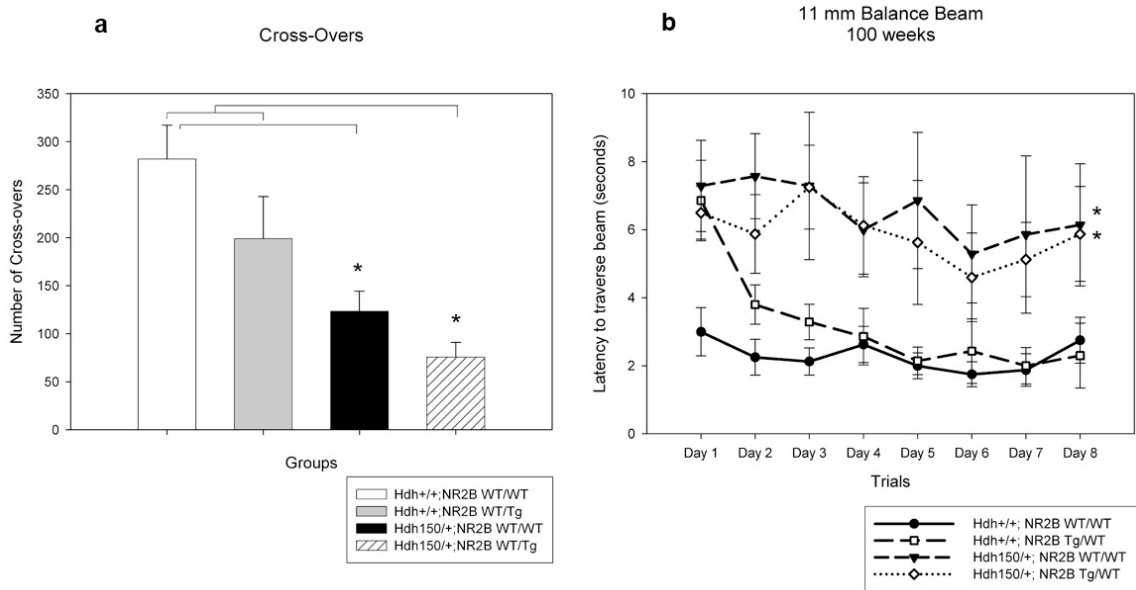 a
Cross-Overs
350
300
250
200
150
100
50
0
Number of Cross-overs
*
*
Groups
Hdh+/+;NR2B WT/WT
Hdh+/+;NR2B WT/Tg
Hdh150/+;NR2B WT/WT
Hdh150/+;NR2B WT/Tg
b
11 mm Balance Beam
100 weeks
10
8
6
4
2
0
Latency to traverse beam (seconds)
*
*
Day 1 Day 2 Day 3 Day 4 Day 5 Day 6 Day 7 Day 8
Trials
Hdh+/+; NR2B WT/WT
Hdh+/+; NR2B Tg/WT
Hdh150/+; NR2B WT/WT
Hdh150/+; NR2B Tg/WT